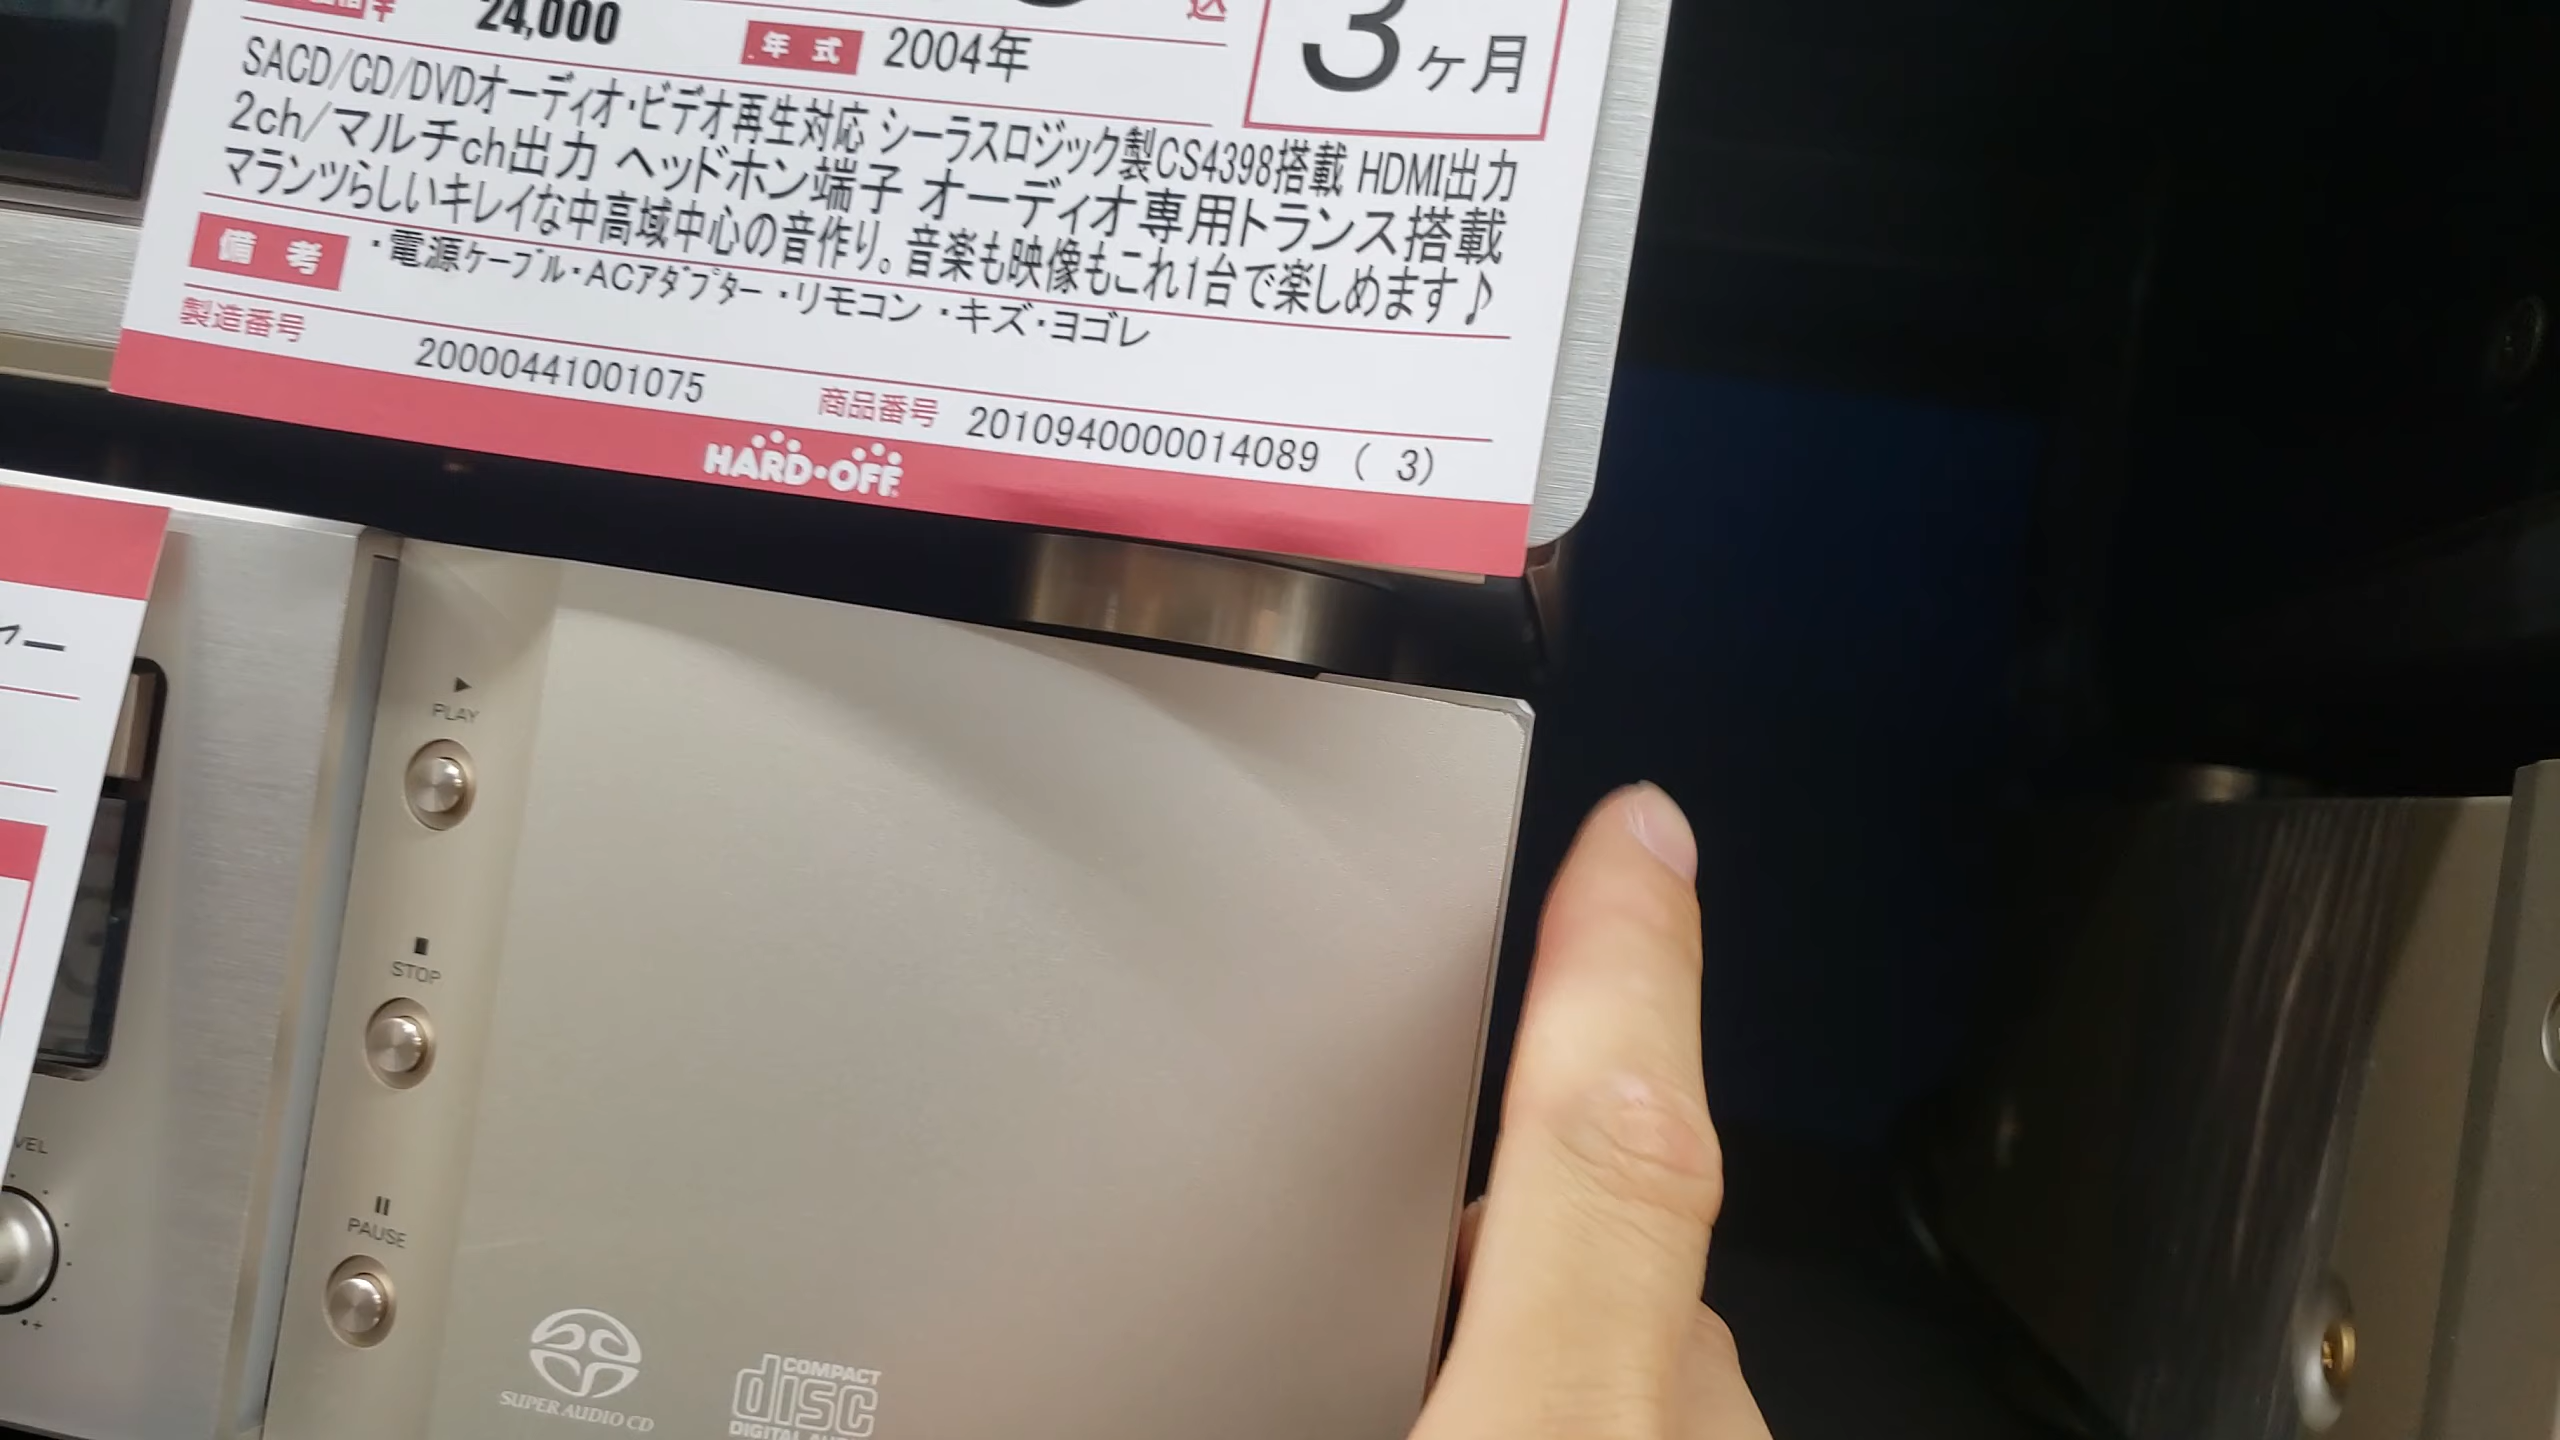 24,000
年式 2004年
3ヶ月
SACD/CD/DVDオーディオ・ビデオ再生対応 シーラスロジック製CS4398搭載 HDMI出力
2ch/マルチch出力 ヘッドホン端子 オーディオ専用トランス搭載
マランツらしいキレイな中高域中心の音作り。音楽も映像もこれ1台で楽しめます♪
備考 ・電源ケーブル・ACアダプター ・リモコン ・キズ・ヨゴレ
製造番号 20000441001075 商品番号 2010940000014089 ( 3)
HARD・OFF
▶
PLAY
■
STOP
VEL
PAUSE
SUPER AUDIO CD
COMPACT
disc
DIGITAL